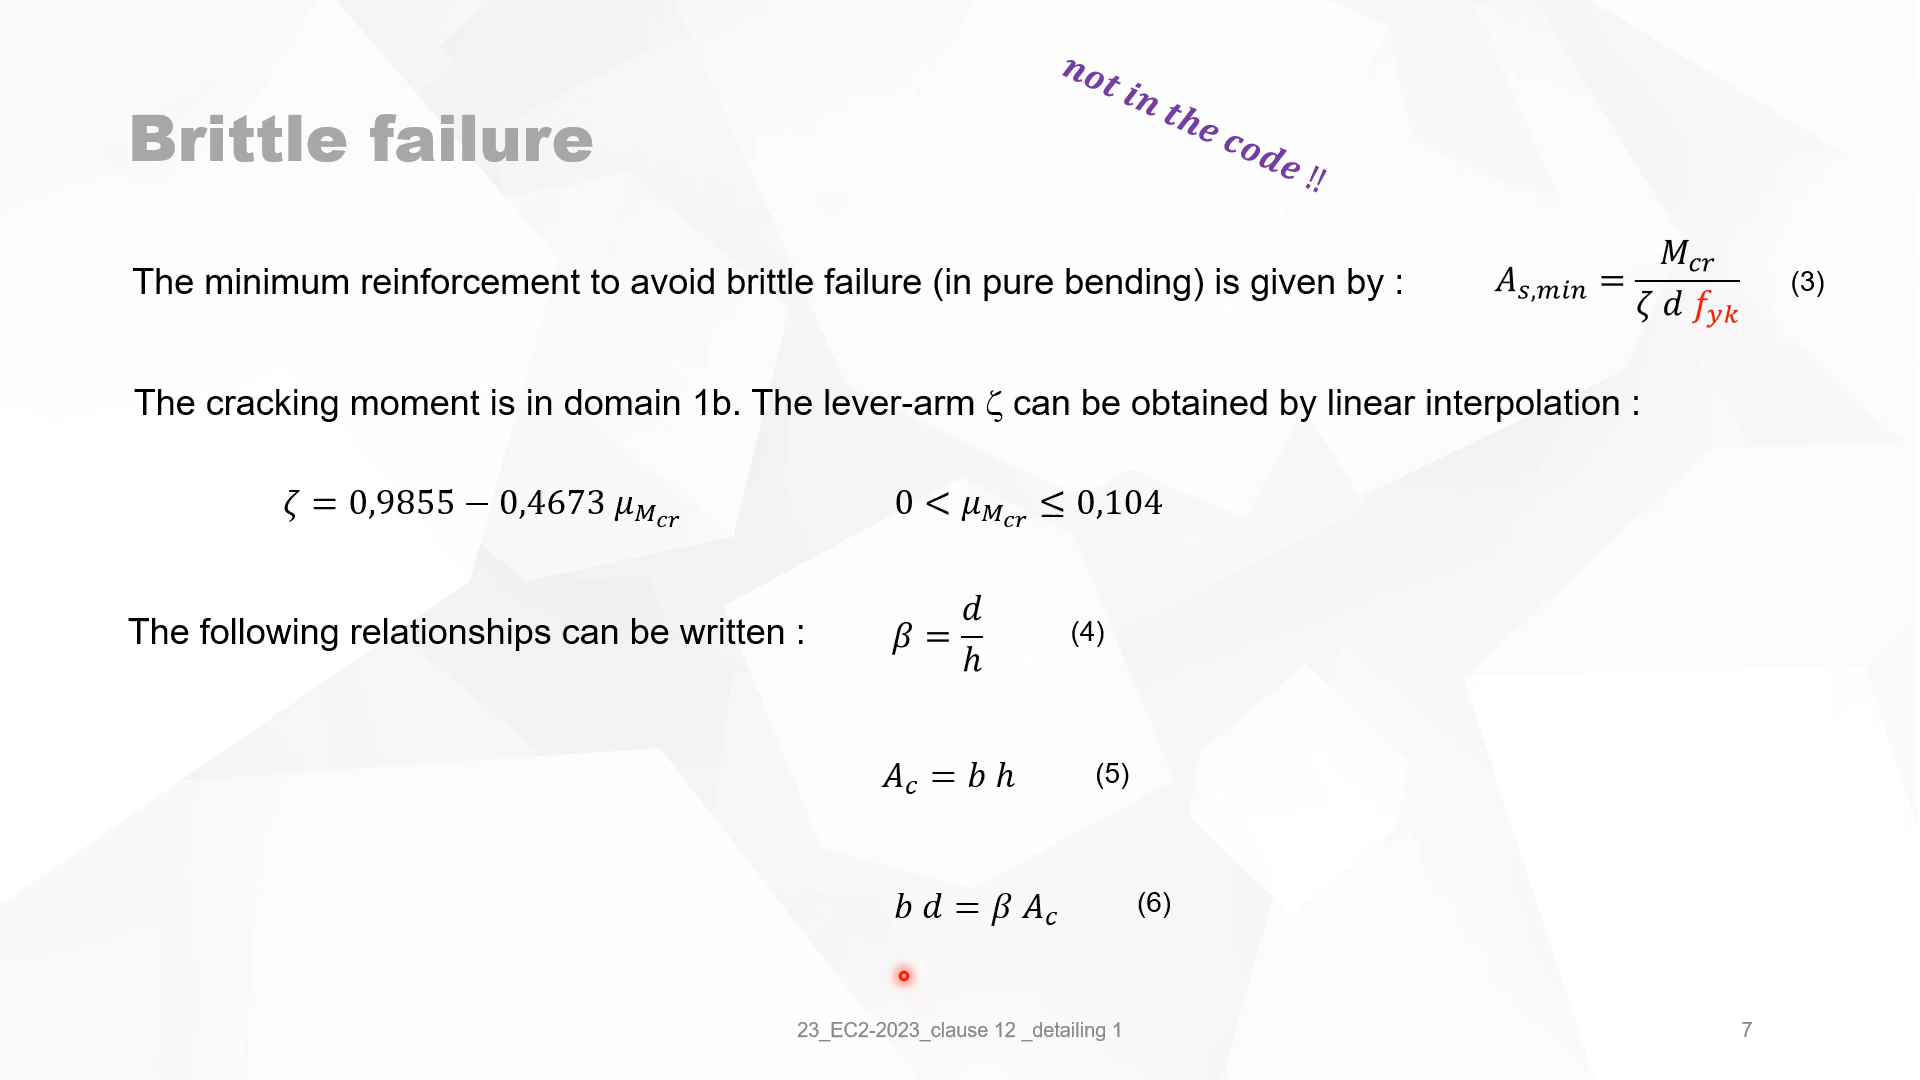 not in the code !!
Brittle failure
The minimum reinforcement to avoid brittle failure (in pure bending) is given by : A_{s,min} = \frac{M_{cr}}{ζ d f_{yk}} (3)
The cracking moment is in domain 1b. The lever-arm ζ can be obtained by linear interpolation :
ζ = 0,9855 − 0,4673 μ_{M_{cr}} 0 < μ_{M_{cr}} ≤ 0,104
The following relationships can be written : β = \frac{d}{h} (4)
A_c = b h (5)
b d = β A_c (6)
23_EC2-2023_clause 12 _detailing 1 7